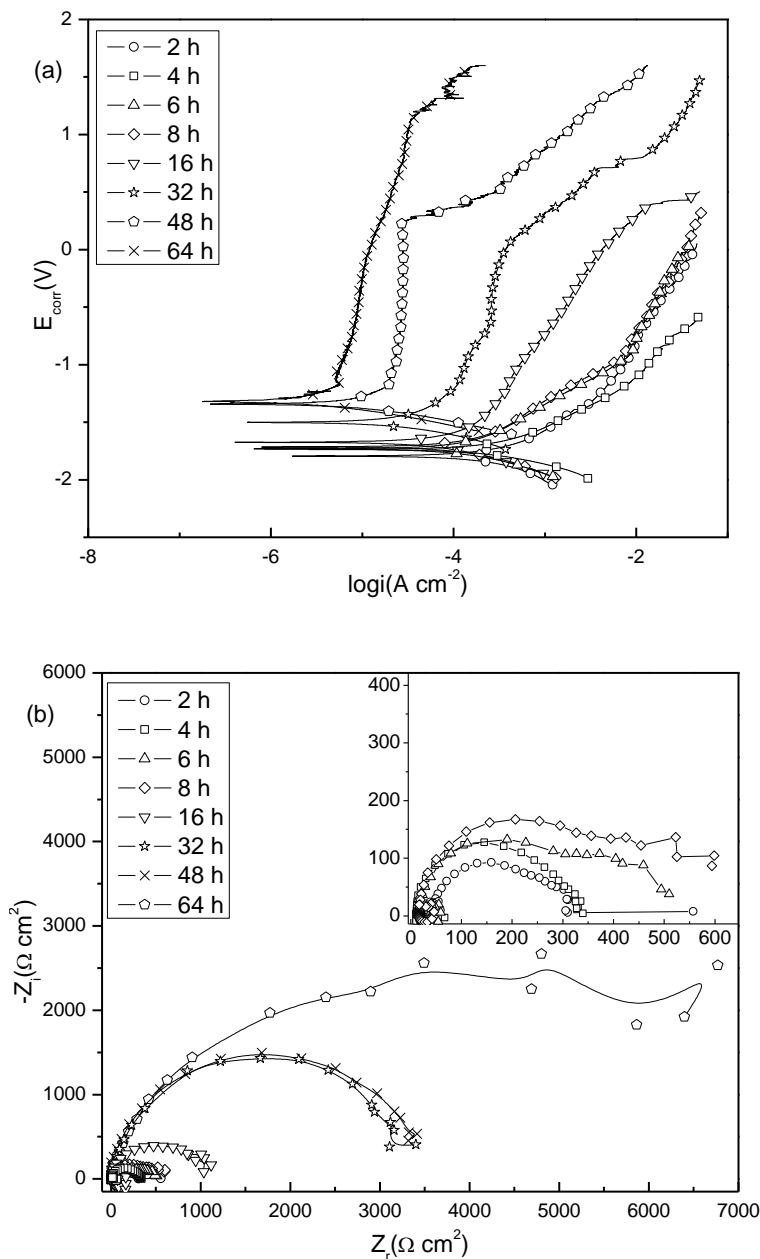 (a)
2 h
4 h
6 h
8 h
16 h
32 h
48 h
64 h
2
1
0
-1
-2
E_corr(V)
-8 -6 -4 -2
logi(A cm^-2)
(b)
2 h
4 h
6 h
8 h
16 h
32 h
48 h
64 h
6000
5000
4000
3000
2000
1000
0
-Z_i(Ω cm^2)
400
300
200
100
0
0 100 200 300 400 500 600
0 1000 2000 3000 4000 5000 6000 7000
Z_r(Ω cm^2)